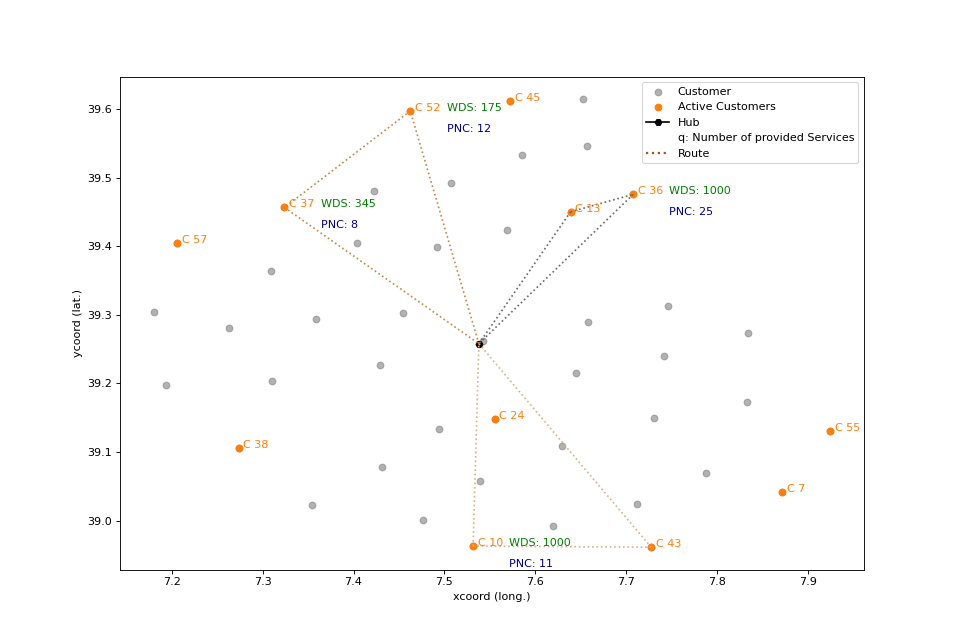 Customer
Active Customers
Hub
q: Number of provided Services
Route
C 52 WDS: 175
PNC: 12
C 45
C 37 WDS: 345
PNC: 8
C 36 WDS: 1000
PNC: 25
C 13
C 57
C 24
C 38
C 55
C 7
C 10 WDS: 1000
PNC: 11
C 43
39.6
39.5
39.4
39.3
39.2
39.1
39.0
ycoord (lat.)
7.2 7.3 7.4 7.5 7.6 7.7 7.8 7.9
xcoord (long.)